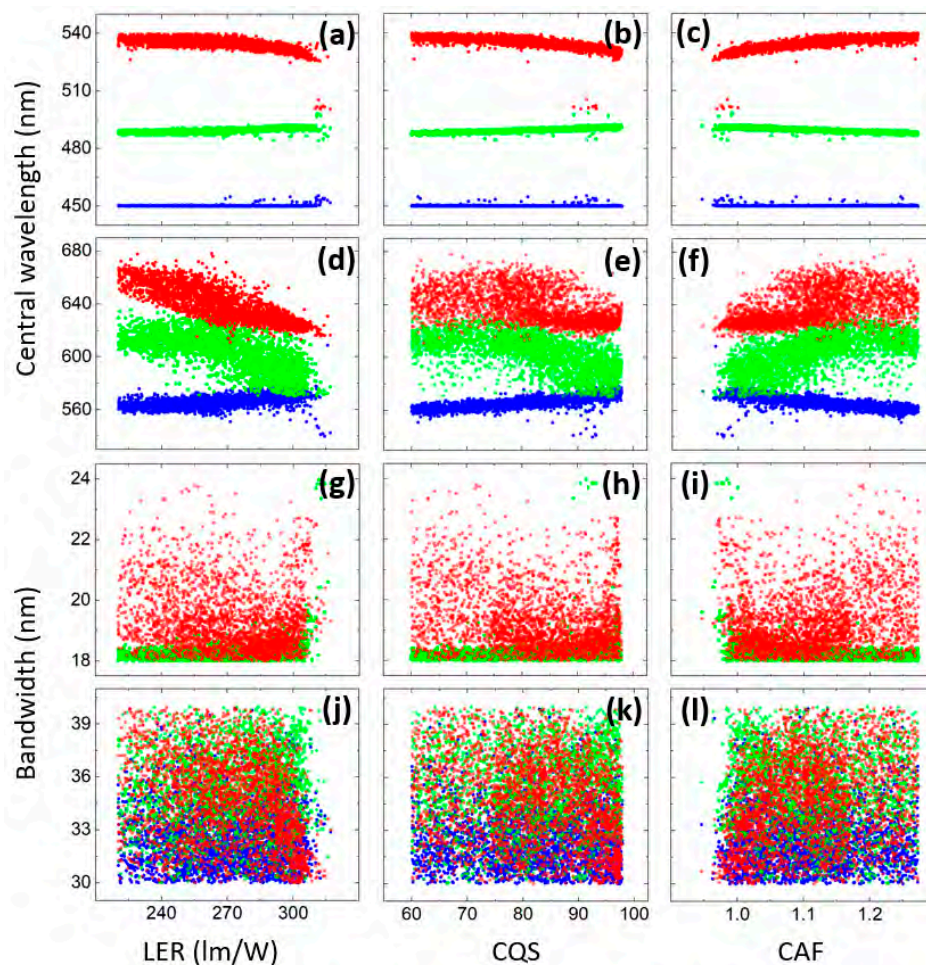 540 (a) (b) (c)
510
480
450
Central wavelength (nm)
680 (d) (e) (f)
640
600
560
24 (g) (h) (i)
22
20
18
Bandwidth (nm)
39 (j) (k) (l)
36
33
30
240 270 300 60 70 80 90 100 1.0 1.1 1.2
LER (lm/W) CQS CAF